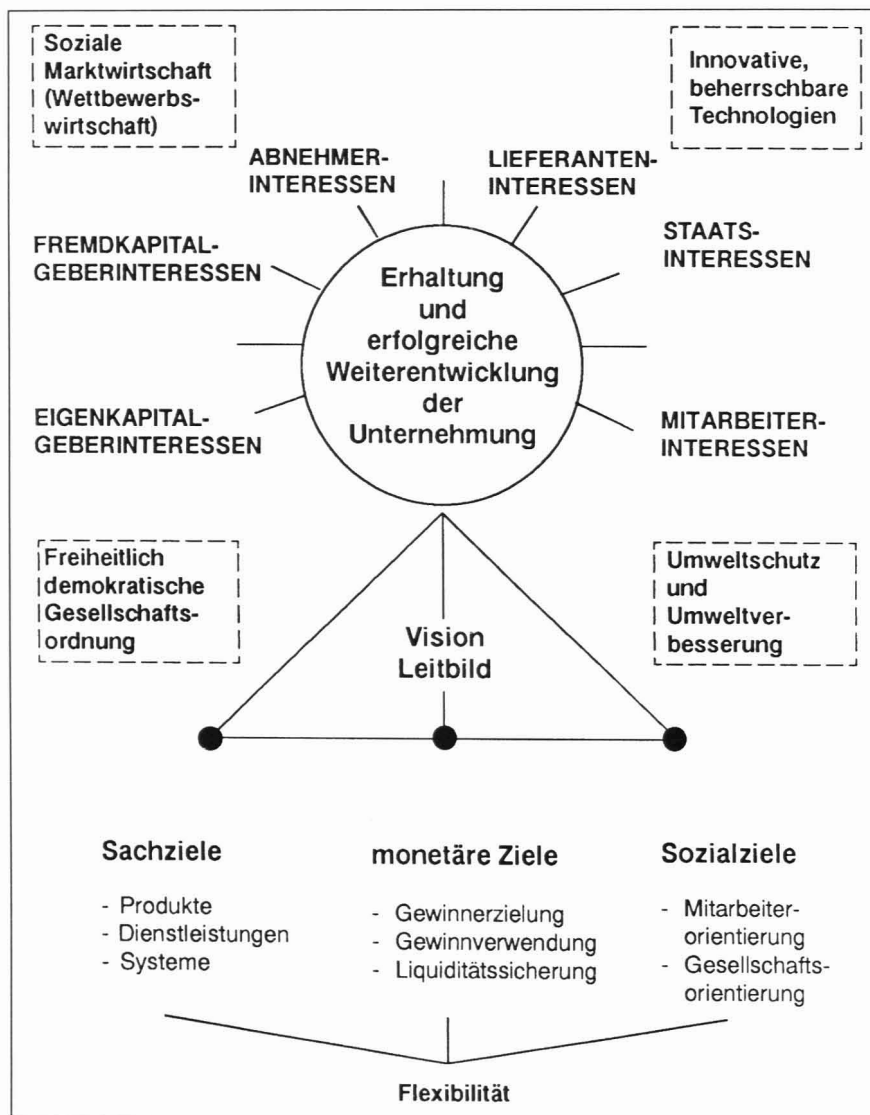 Soziale
Marktwirtschaft
(Wettbewerbs-
wirtschaft)
Innovative,
beherrschbare
Technologien
ABNEHMER-
INTERESSEN
LIEFERANTEN-
INTERESSEN
FREMDKAPITAL-
GEBERINTERESSEN
STAATS-
INTERESSEN
Erhaltung
und
erfolgreiche
Weiterentwicklung
der
Unternehmung
EIGENKAPITAL-
GEBERINTERESSEN
MITARBEITER-
INTERESSEN
Freiheitlich
demokratische
Gesellschafts-
ordnung
Umweltschutz
und
Umweltver-
besserung
Vision
Leitbild
Sachziele
- Produkte
- Dienstleistungen
- Systeme
monetäre Ziele
- Gewinnerzielung
- Gewinnverwendung
- Liquiditätssicherung
Sozialziele
- Mitarbeiter-
orientierung
- Gesellschafts-
orientierung
Flexibilität